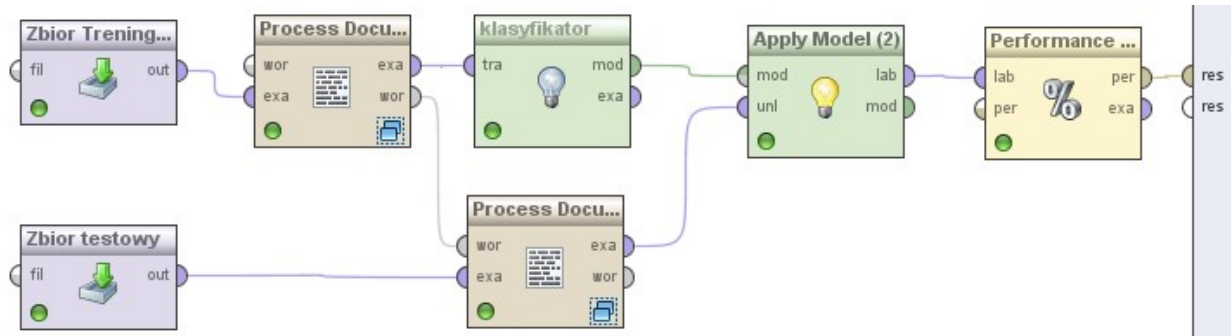 Zbior Trening...
fil
out
Process Docu...
wor
exa
exa
wor
klasyfikator
tra
mod
exa
Apply Model (2)
mod
lab
unl
mod
Performance ...
lab
per
per
exa
res
res
Zbior testowy
fil
out
Process Docu...
wor
exa
exa
wor